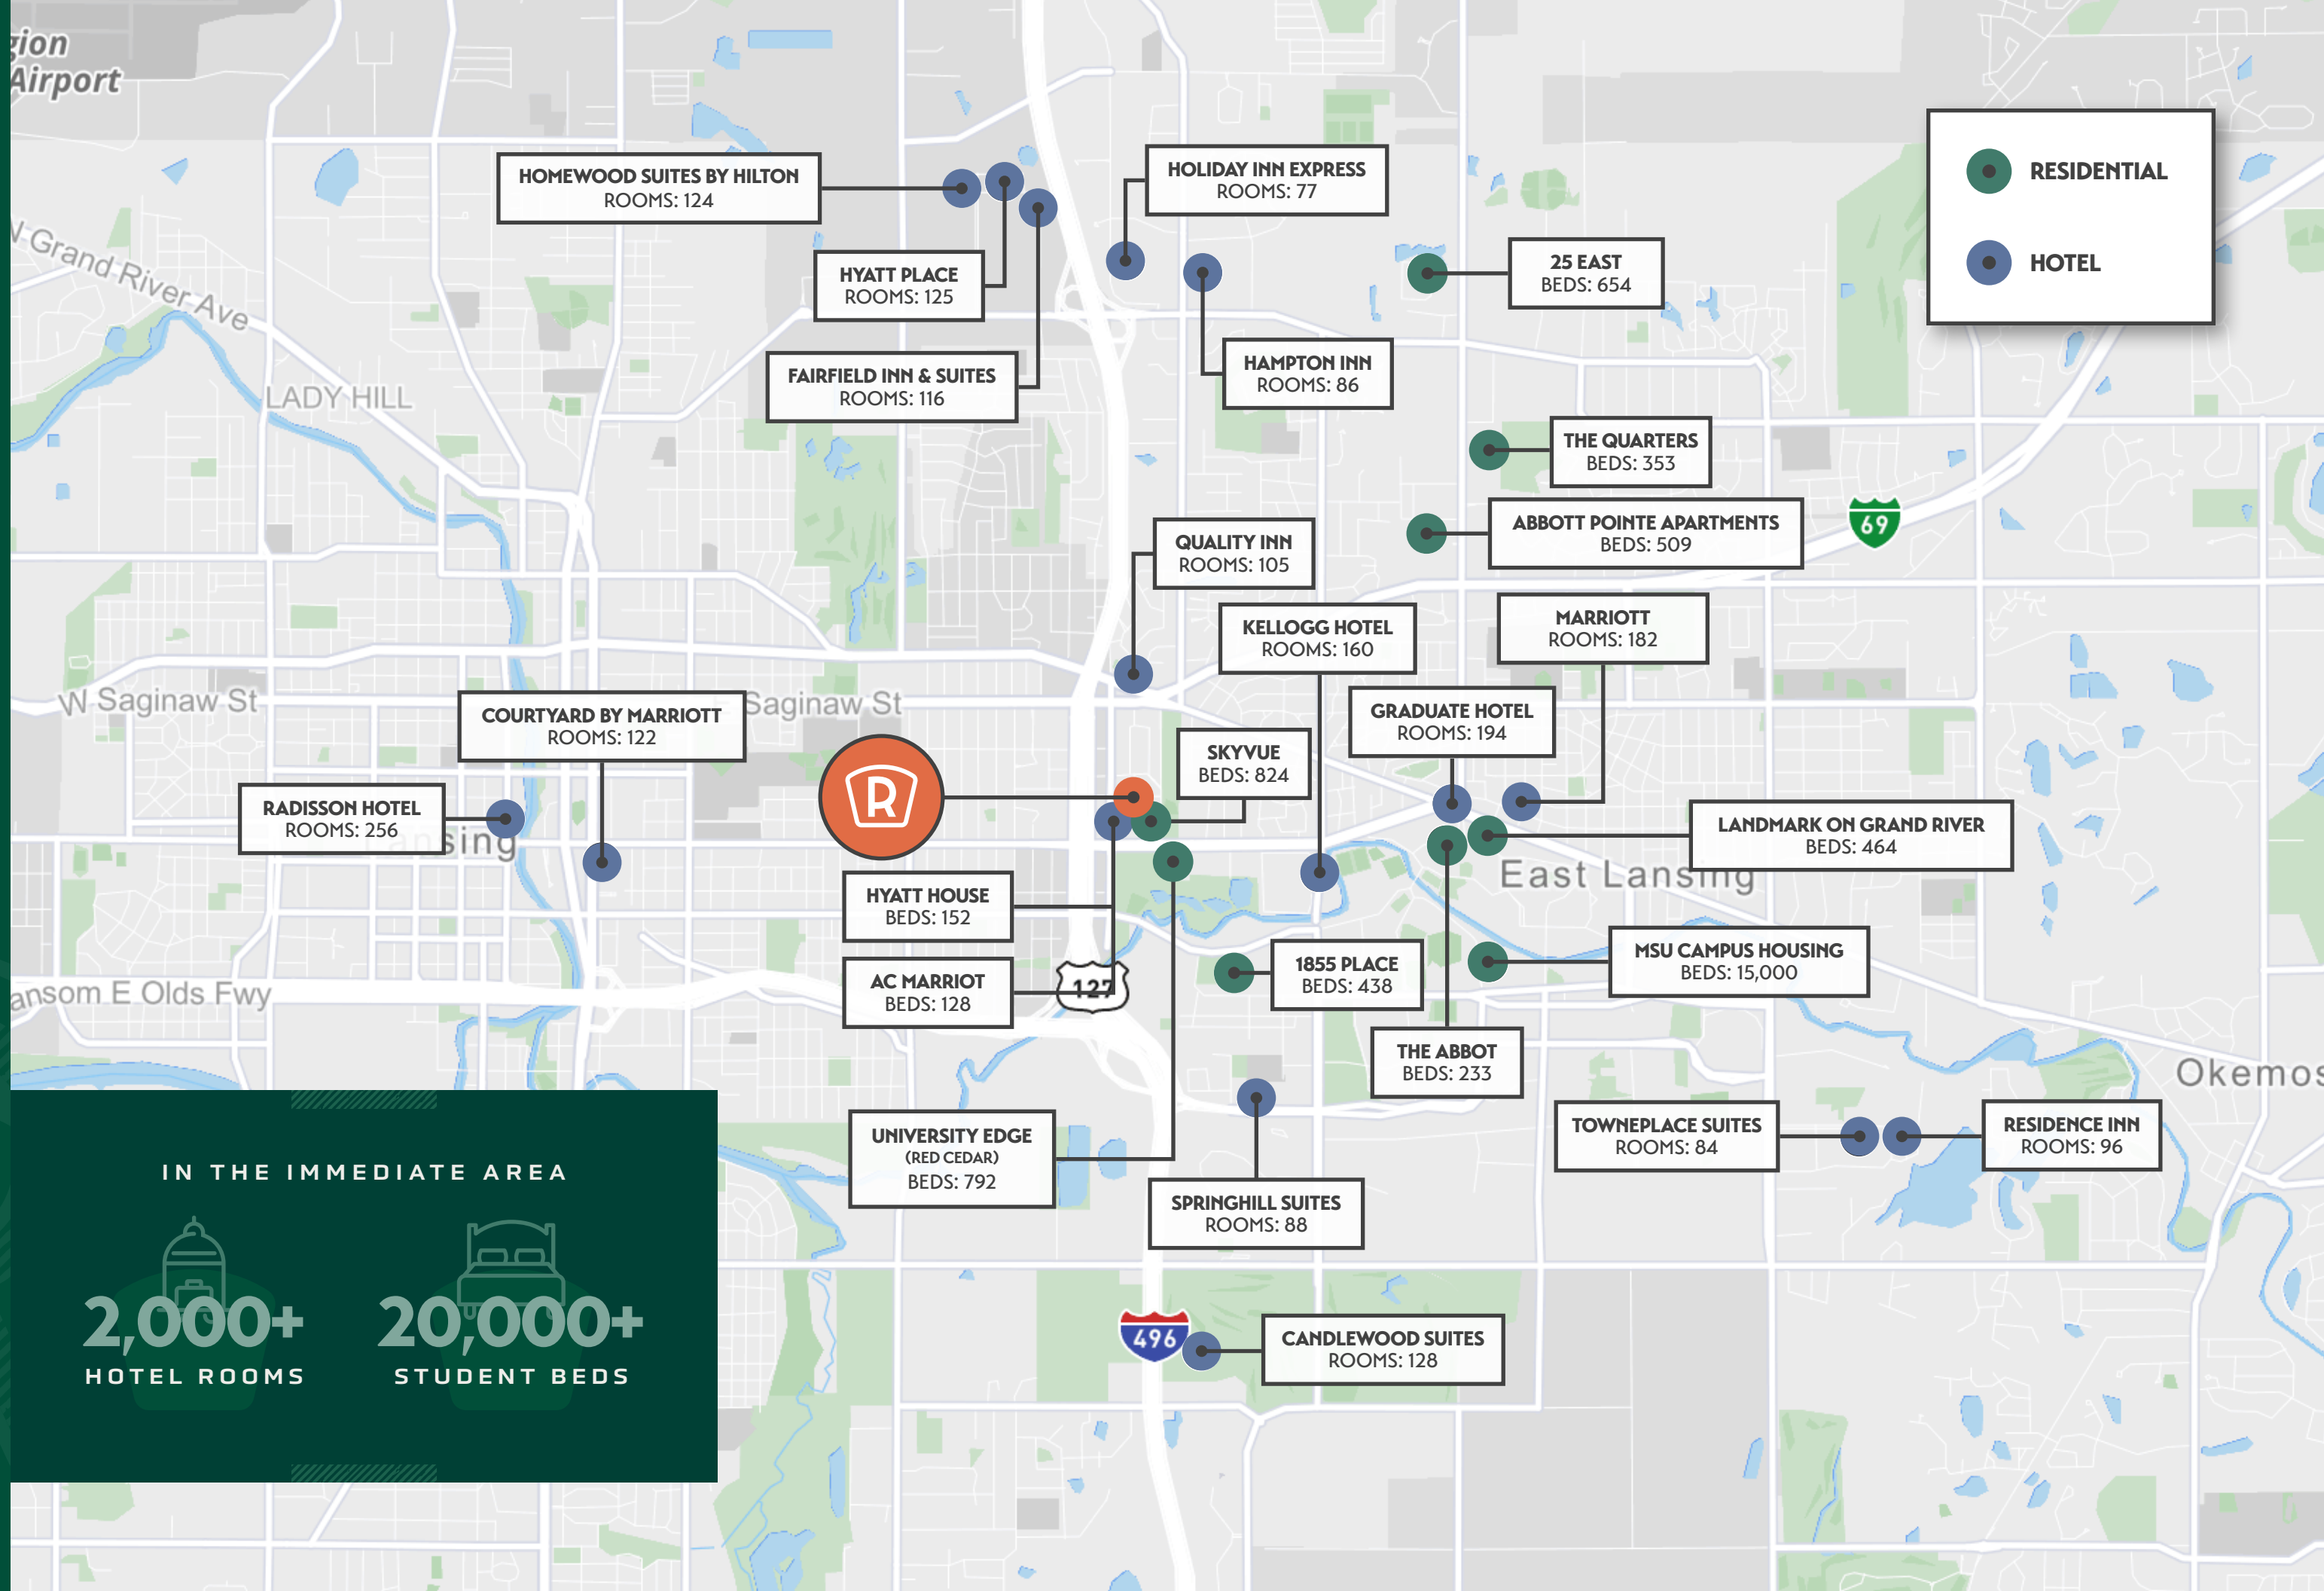 gion
Airport
HOMEWOOD SUITES BY HILTON
ROOMS: 124
HOLIDAY INN EXPRESS
ROOMS: 77
RESIDENTIAL
HOTEL
N Grand River Ave
HYATT PLACE
ROOMS: 125
25 EAST
BEDS: 654
FAIRFIELD INN & SUITES
ROOMS: 116
HAMPTON INN
ROOMS: 86
LADY HILL
THE QUARTERS
BEDS: 353
ABBOTT POINTE APARTMENTS
BEDS: 509
69
QUALITY INN
ROOMS: 105
KELLOGG HOTEL
ROOMS: 160
MARRIOTT
ROOMS: 182
W Saginaw St
COURTYARD BY MARRIOTT
ROOMS: 122
Saginaw St
GRADUATE HOTEL
ROOMS: 194
SKYVUE
BEDS: 824
R
RADISSON HOTEL
ROOMS: 256
Lansing
LANDMARK ON GRAND RIVER
BEDS: 464
East Lansing
HYATT HOUSE
BEDS: 152
MSU CAMPUS HOUSING
BEDS: 15,000
1855 PLACE
BEDS: 438
AC MARRIOT
BEDS: 128
127
ansom E Olds Fwy
THE ABBOT
BEDS: 233
Okemos
UNIVERSITY EDGE
(RED CEDAR)
BEDS: 792
TOWNEPLACE SUITES
ROOMS: 84
RESIDENCE INN
ROOMS: 96
SPRINGHILL SUITES
ROOMS: 88
496
CANDLEWOOD SUITES
ROOMS: 128
IN THE IMMEDIATE AREA
2,000+
HOTEL ROOMS
20,000+
STUDENT BEDS